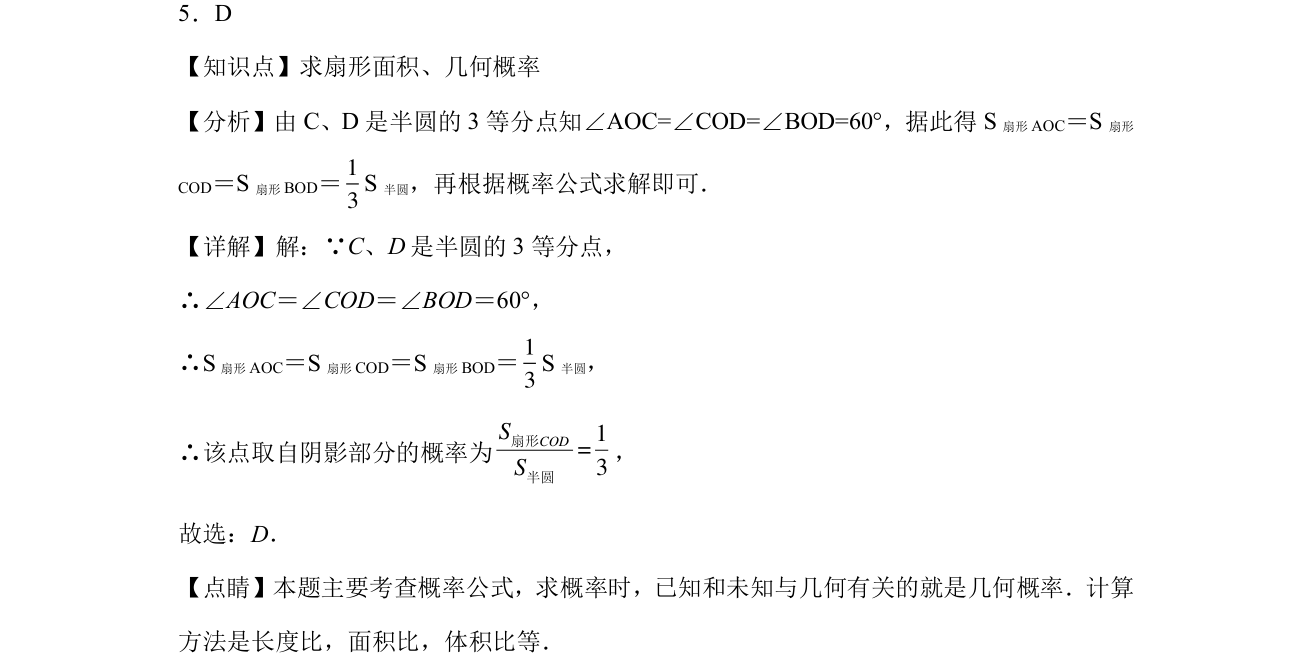 5．D
【知识点】求扇形面积、几何概率
【分析】由 C、D 是半圆的 3 等分点知∠AOC=∠COD=∠BOD=60°，据此得 S 扇形 AOC＝S 扇形
COD＝S 扇形 BOD＝1/3 S 半圆，再根据概率公式求解即可．
【详解】解：∵C、D 是半圆的 3 等分点，
∴∠AOC＝∠COD＝∠BOD＝60°，
∴S 扇形 AOC＝S 扇形 COD＝S 扇形 BOD＝1/3 S 半圆，
∴该点取自阴影部分的概率为 S扇形COD/S半圆=1/3，
故选：D．
【点睛】本题主要考查概率公式，求概率时，已知和未知与几何有关的就是几何概率．计算
方法是长度比，面积比，体积比等．